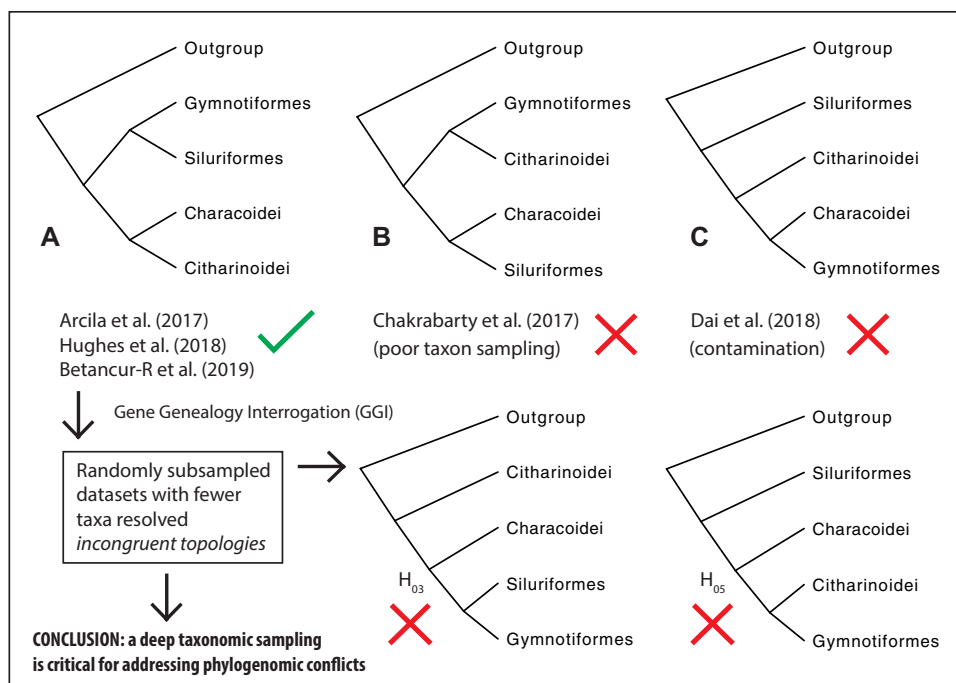 Outgroup
Gymnotiformes
Siluriformes
Characoidei
Citharinoidei
A
Arcila et al. (2017)
Hughes et al. (2018)
Betancur-R et al. (2019)
Outgroup
Gymnotiformes
Citharinoidei
Characoidei
Siluriformes
B
Chakrabarty et al. (2017)
(poor taxon sampling)
Outgroup
Siluriformes
Citharinoidei
Characoidei
Gymnotiformes
C
Dai et al. (2018)
(contamination)
Gene Genealogy Interrogation (GGI)
Randomly subsampled
datasets with fewer
taxa resolved
incongruent topologies
CONCLUSION: a deep taxonomic sampling
is critical for addressing phylogenomic conflicts
Outgroup
Citharinoidei
Characoidei
Siluriformes
Gymnotiformes
H03
Outgroup
Siluriformes
Characoidei
Citharinoidei
Gymnotiformes
H05